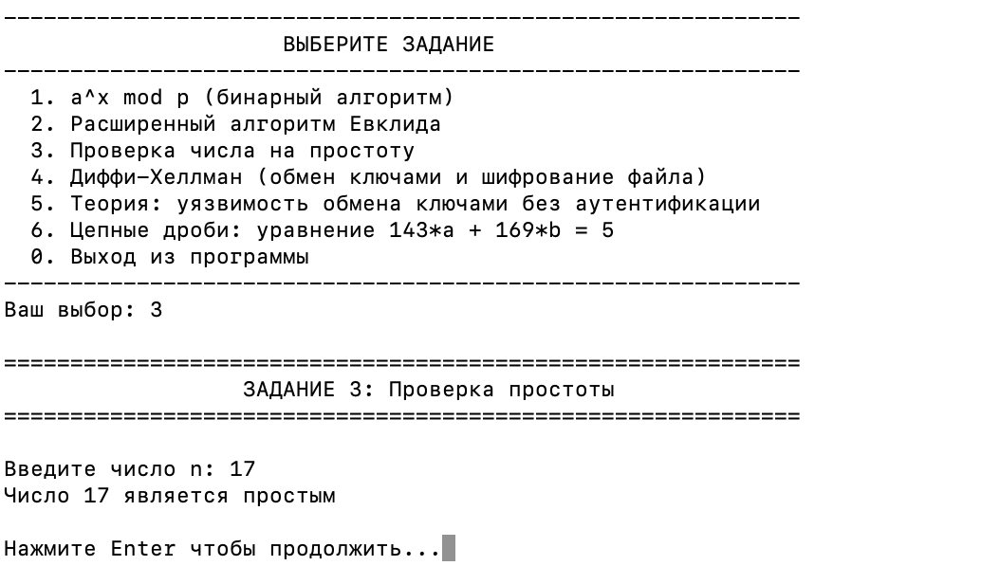 ------------------------------------------------------------
ВЫБЕРИТЕ ЗАДАНИЕ
------------------------------------------------------------
1. a^x mod p (бинарный алгоритм)
2. Расширенный алгоритм Евклида
3. Проверка числа на простоту
4. Диффи-Хеллман (обмен ключами и шифрование файла)
5. Теория: уязвимость обмена ключами без аутентификации
6. Цепные дроби: уравнение 143*a + 169*b = 5
0. Выход из программы
------------------------------------------------------------
Ваш выбор: 3
============================================================
ЗАДАНИЕ 3: Проверка простоты
============================================================
Введите число n: 17
Число 17 является простым
Нажмите Enter чтобы продолжить...